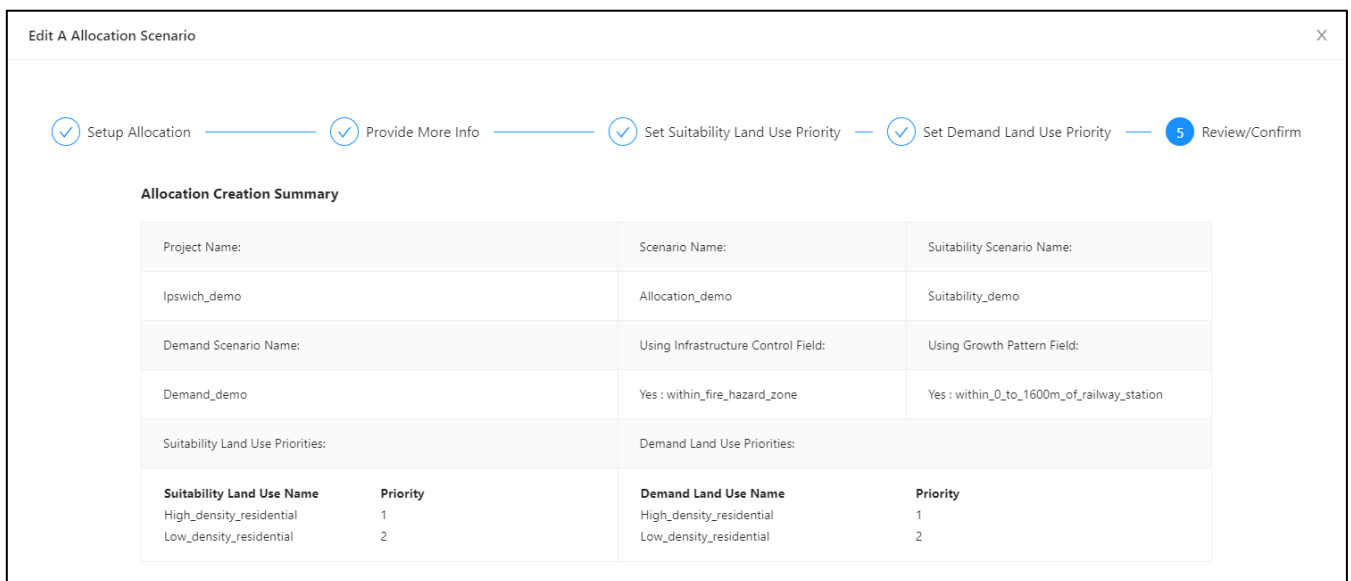 Edit A Allocation Scenario
Setup Allocation Provide More Info Set Suitability Land Use Priority Set Demand Land Use Priority 5 Review/Confirm
Allocation Creation Summary
Project Name: Scenario Name: Suitability Scenario Name:
Ipswich_demo Allocation_demo Suitability_demo
Demand Scenario Name: Using Infrastructure Control Field: Using Growth Pattern Field:
Demand_demo Yes : within_fire_hazard_zone Yes : within_0_to_1600m_of_railway_station
Suitability Land Use Priorities: Demand Land Use Priorities:
Suitability Land Use Name Priority Demand Land Use Name Priority
High_density_residential 1 High_density_residential 1
Low_density_residential 2 Low_density_residential 2